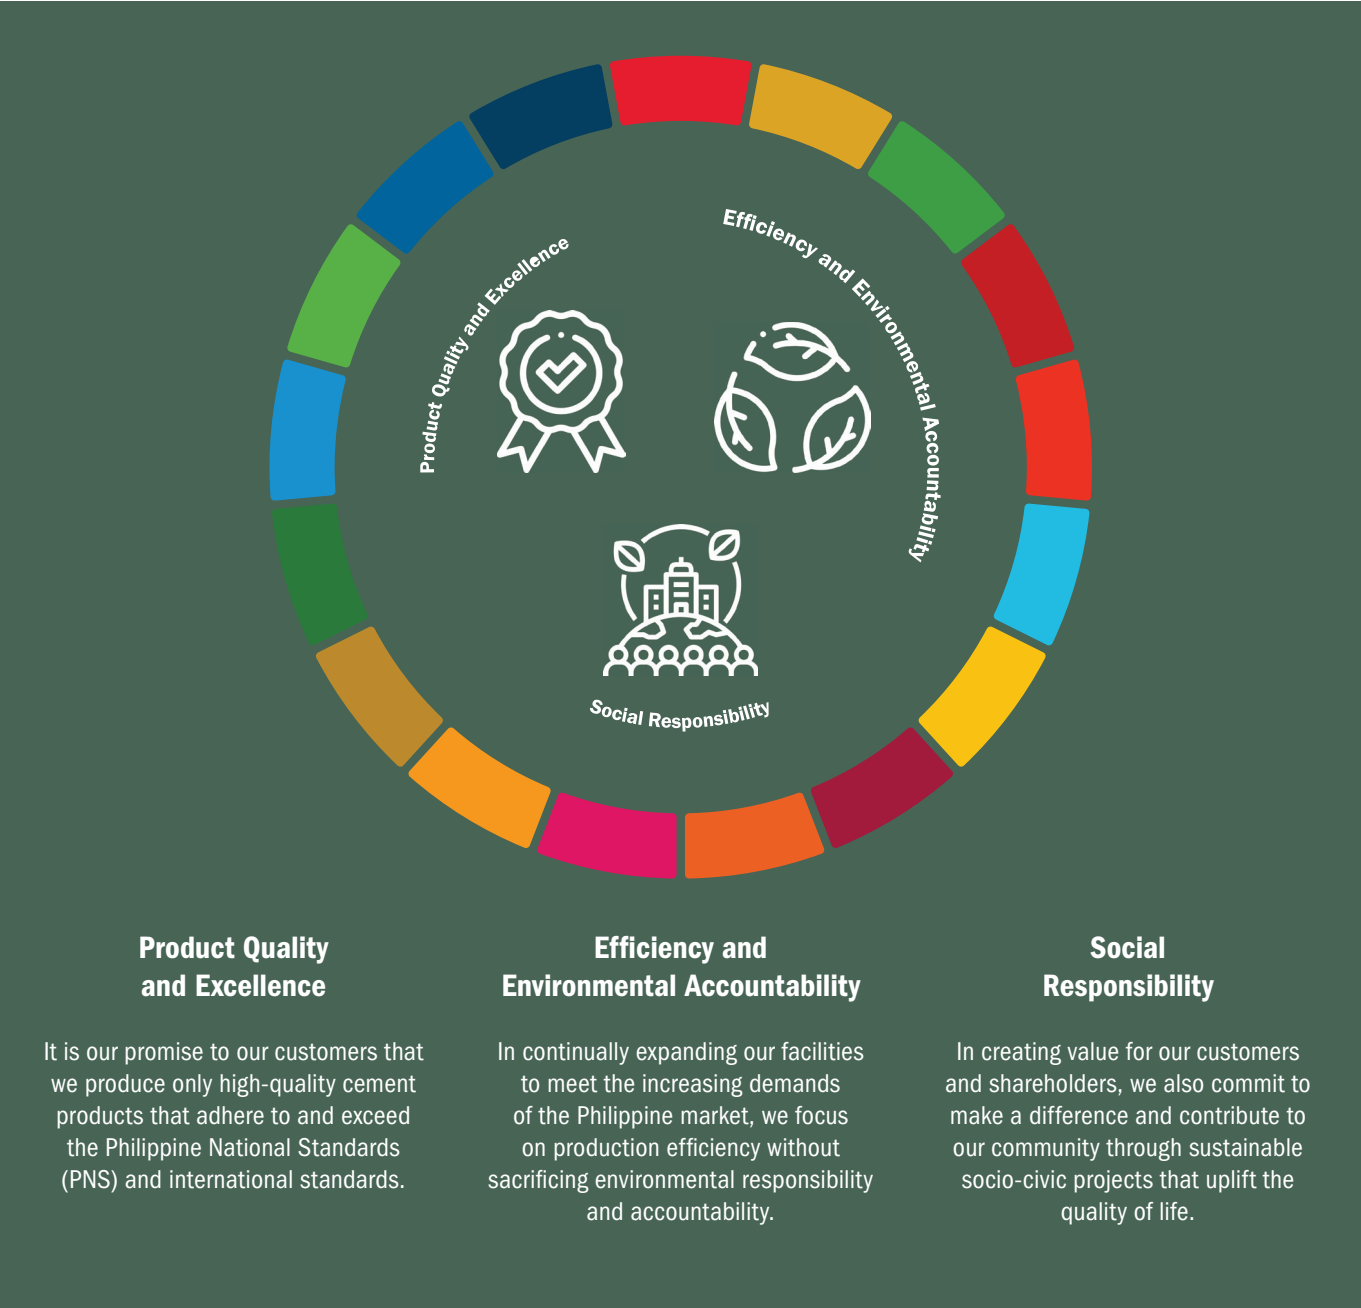 Product Quality and Excellence
Efficiency and Environmental Accountability
Social Responsibility
Product Quality
and Excellence
It is our promise to our customers that
we produce only high-quality cement
products that adhere to and exceed
the Philippine National Standards
(PNS) and international standards.
Efficiency and
Environmental Accountability
In continually expanding our facilities
to meet the increasing demands
of the Philippine market, we focus
on production efficiency without
sacrificing environmental responsibility
and accountability.
Social
Responsibility
In creating value for our customers
and shareholders, we also commit to
make a difference and contribute to
our community through sustainable
socio-civic projects that uplift the
quality of life.